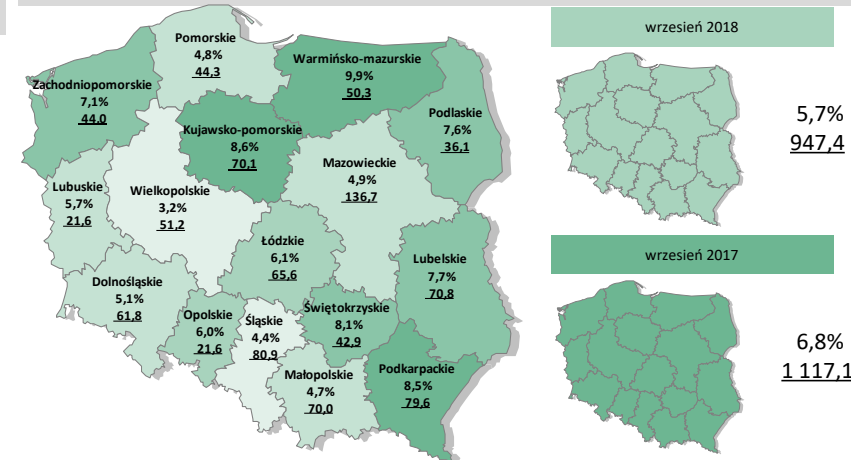 Pomorskie
4,8%
44,3
Warmińsko-mazurskie
9,9%
50,3
Zachodniopomorskie
7,1%
44,0
Podlaskie
7,6%
36,1
Kujawsko-pomorskie
8,6%
70,1
Mazowieckie
4,9%
136,7
Lubuskie
5,7%
21,6
Wielkopolskie
3,2%
51,2
Łódzkie
6,1%
65,6
Lubelskie
7,7%
70,8
Dolnośląskie
5,1%
61,8
Opolskie
6,0%
21,6
Śląskie
4,4%
80,9
Świętokrzyskie
8,1%
42,9
Małopolskie
4,7%
70,0
Podkarpackie
8,5%
79,6
wrzesień 2018
5,7%
947,4
wrzesień 2017
6,8%
1 117,1